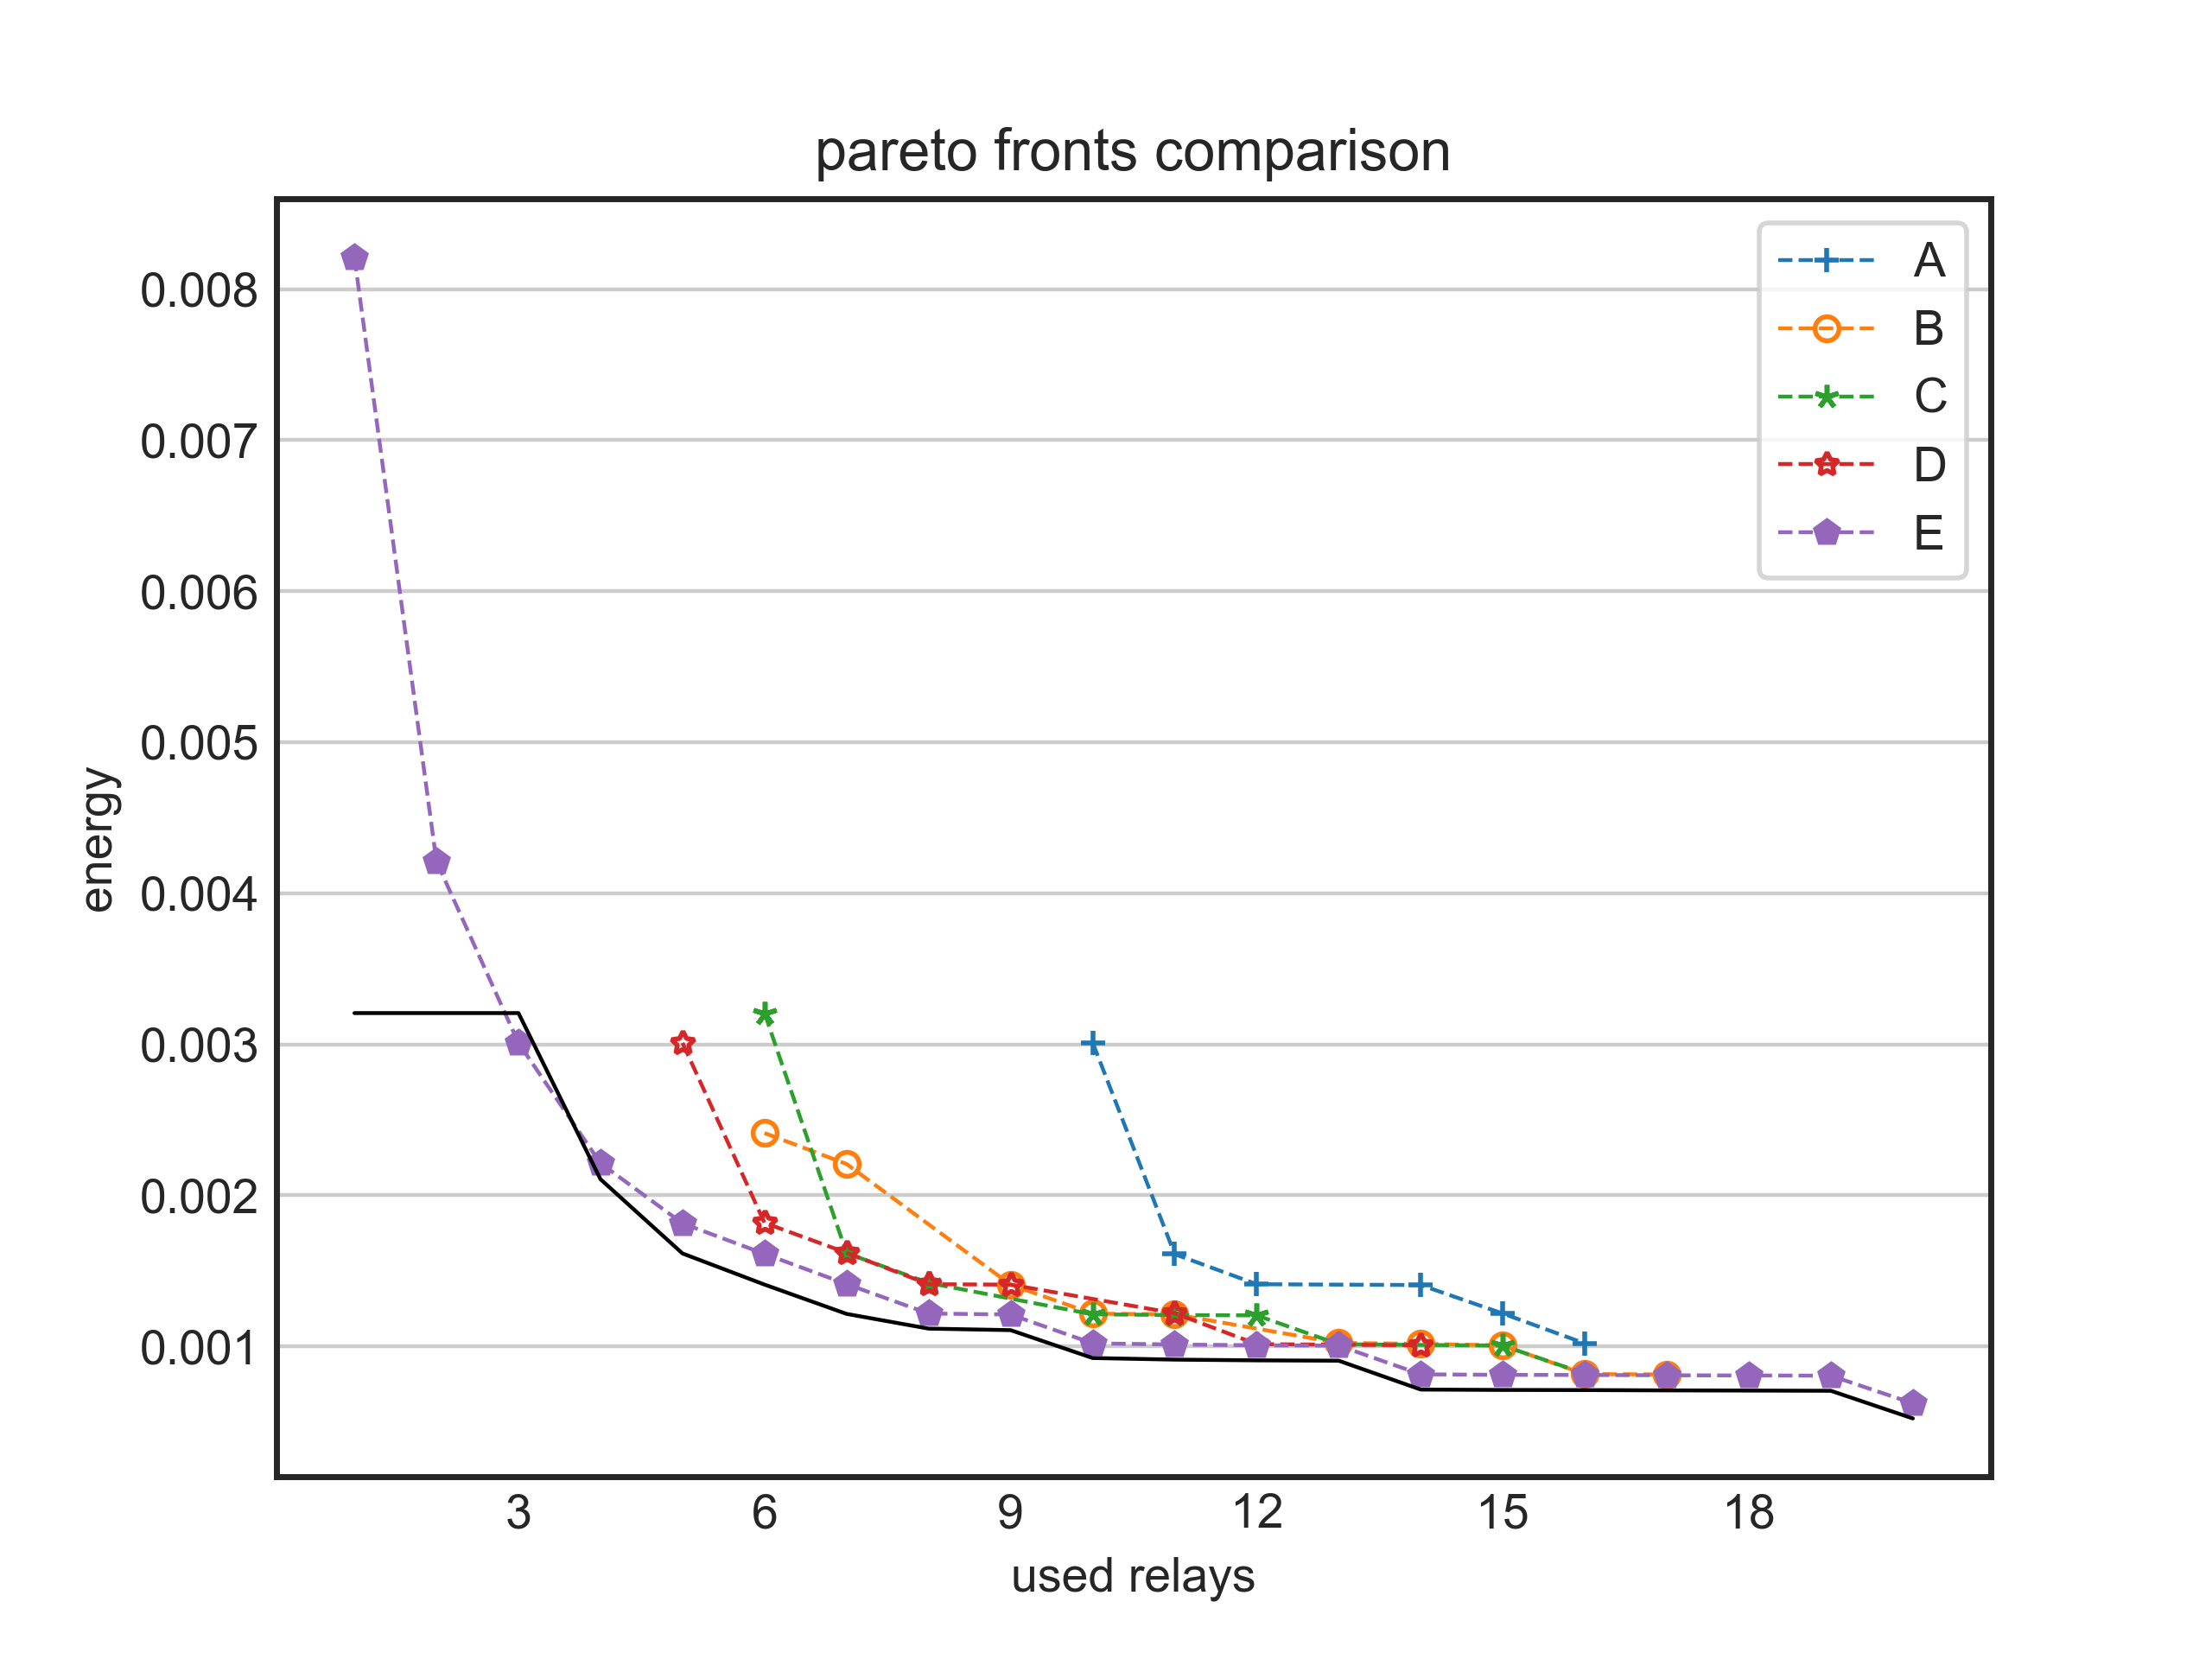 pareto fronts comparison
A
B
C
D
E
0.008
0.007
0.006
0.005
0.004
0.003
0.002
0.001
energy
3 6 9 12 15 18
used relays